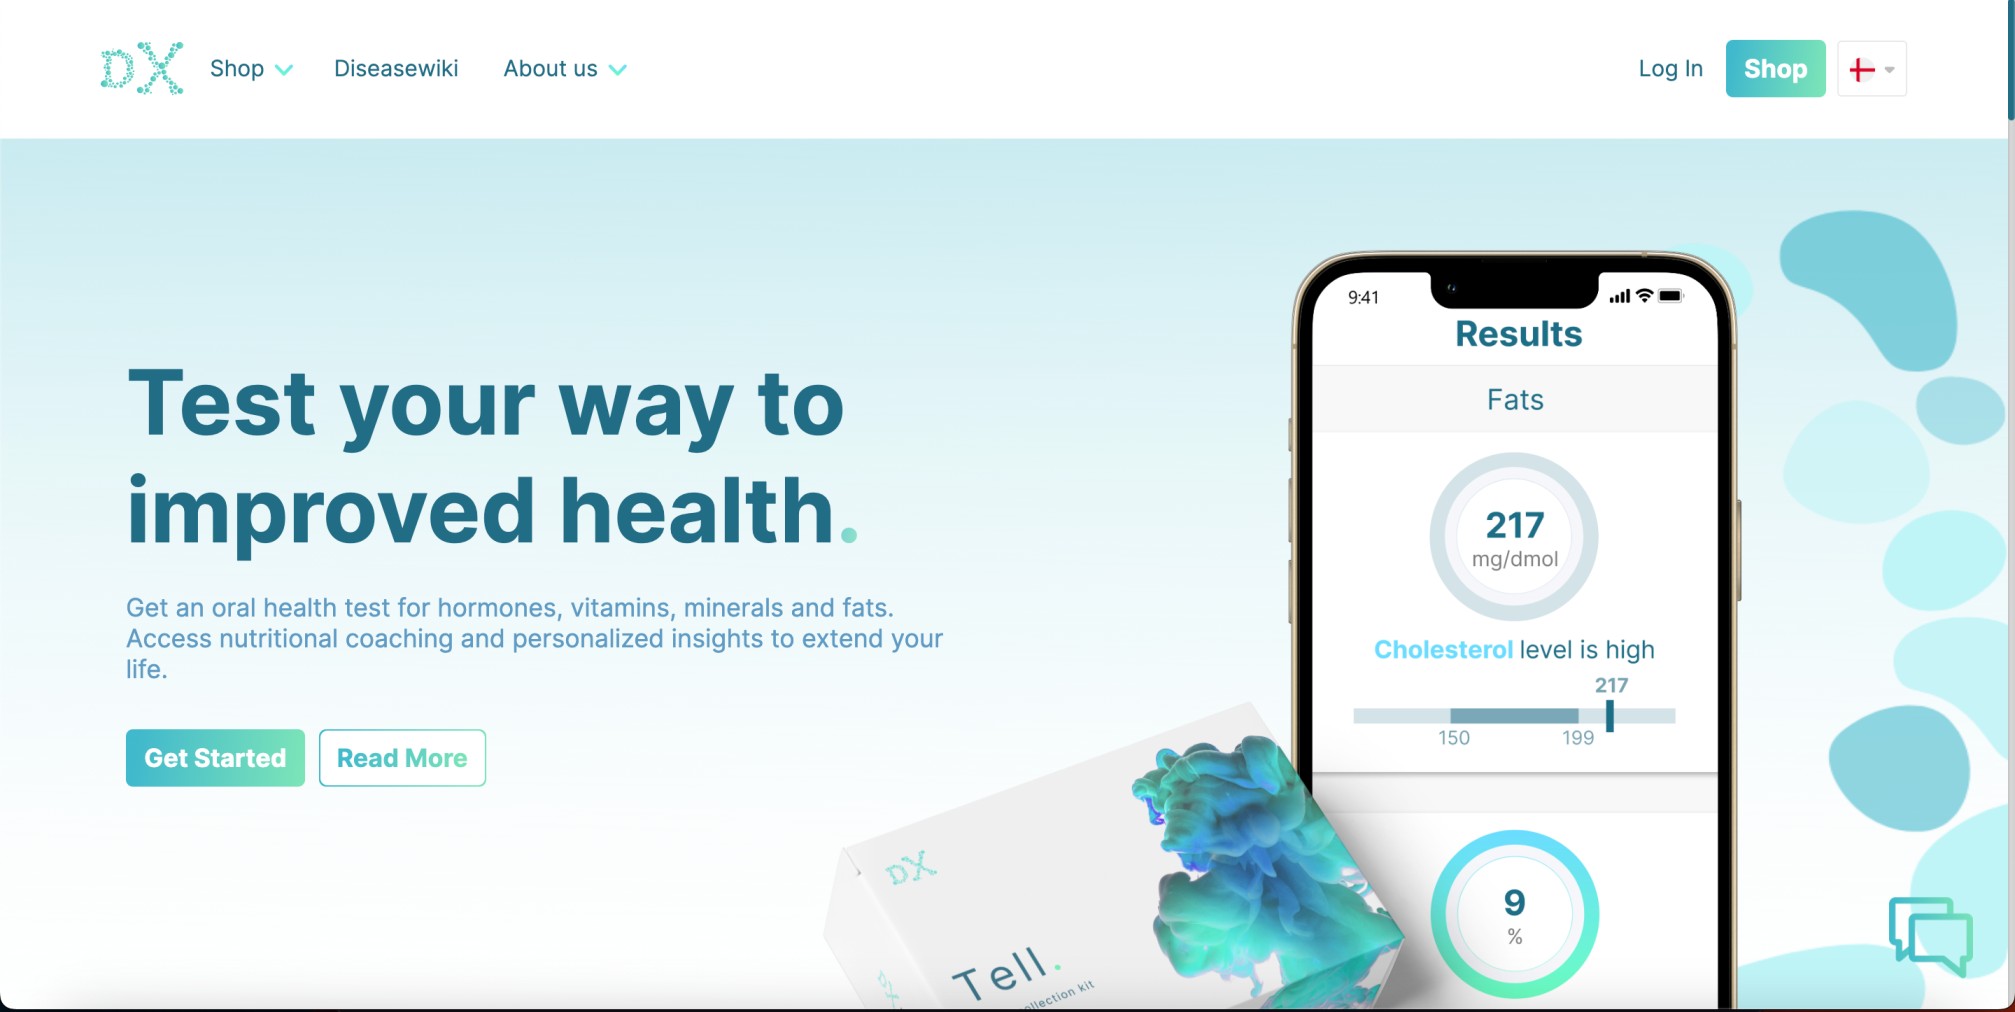 DX
Shop
Diseasewiki
About us
Log In
Shop
Test your way to
improved health.
Get an oral health test for hormones, vitamins, minerals and fats.
Access nutritional coaching and personalized insights to extend your
life.
Get Started
Read More
9:41
Results
Fats
217
mg/dmol
Cholesterol level is high
217
150
199
9
%
DX
Tell.
kit
DX